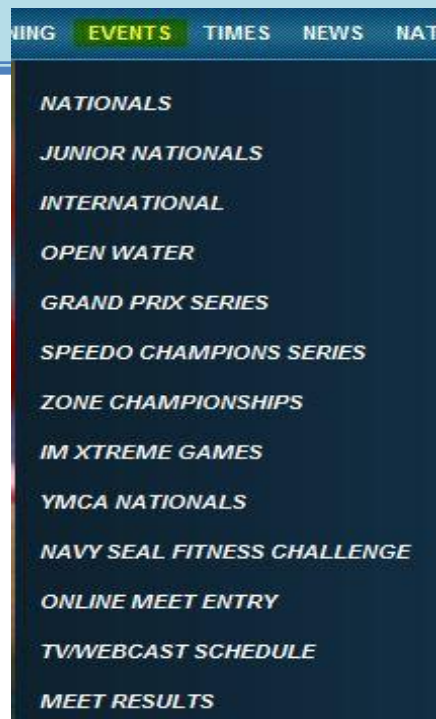 NING EVENTS TIMES NEWS NAT
NATIONALS
JUNIOR NATIONALS
INTERNATIONAL
OPEN WATER
GRAND PRIX SERIES
SPEEDO CHAMPIONS SERIES
ZONE CHAMPIONSHIPS
IM XTREME GAMES
YMCA NATIONALS
NAVY SEAL FITNESS CHALLENGE
ONLINE MEET ENTRY
TV/WEBCAST SCHEDULE
MEET RESULTS